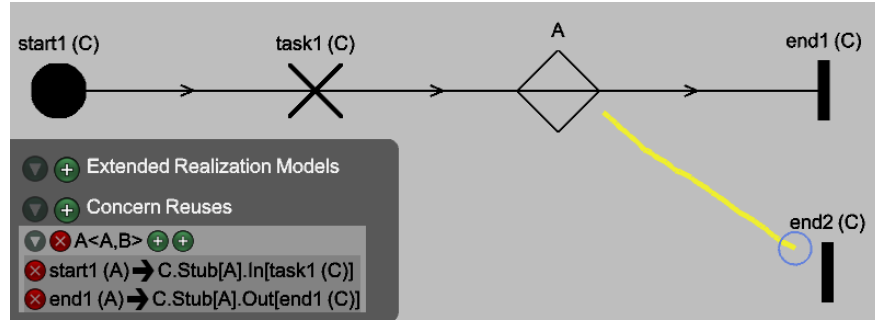 A
start1 (C)
task1 (C)
end1 (C)
Extended Realization Models
Concern Reuses
end2 (C)
A<A,B>
start1 (A)➔C.Stub[A].In[task1 (C)]
end1 (A)➔C.Stub[A].Out[end1 (C)]